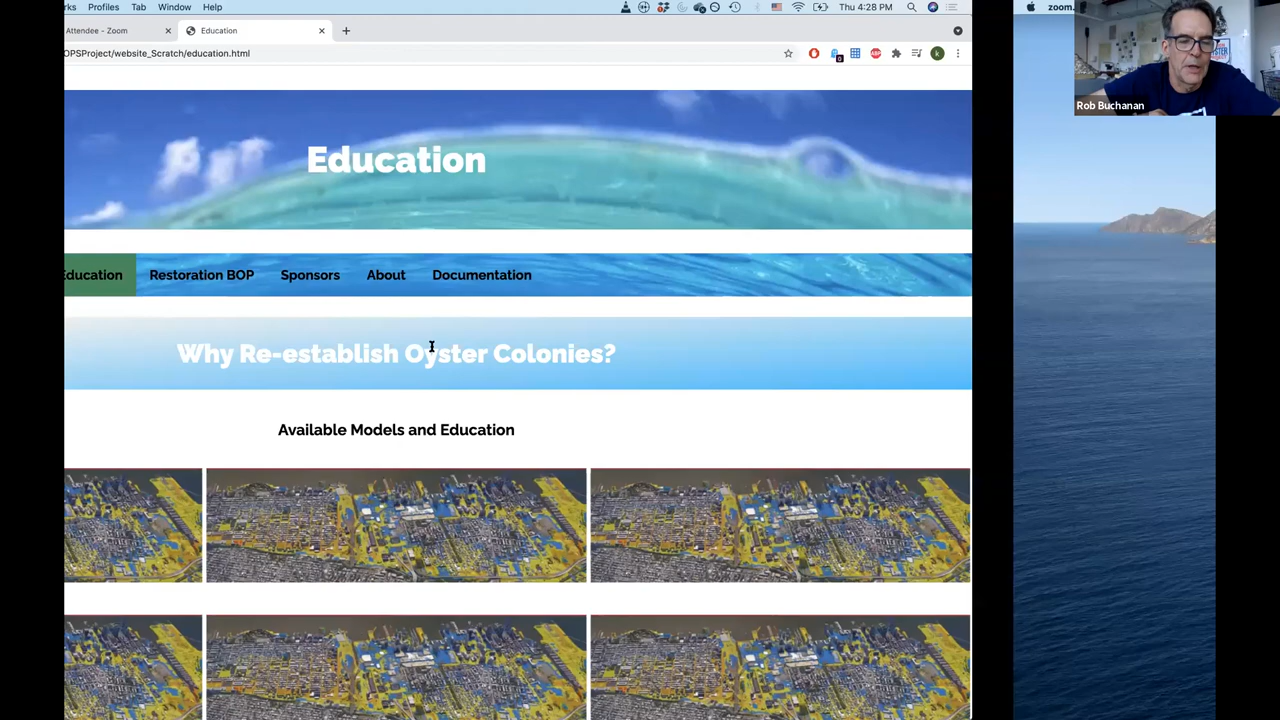 rks Profiles Tab Window Help Thu 4:28 PM zoom.
Attendee - Zoom Education
OPSProject/website_Scratch/education.html
ABP k
Rob Buchanan
Education
Education Restoration BOP Sponsors About Documentation
Why Re-establish Oyster Colonies?
Available Models and Education